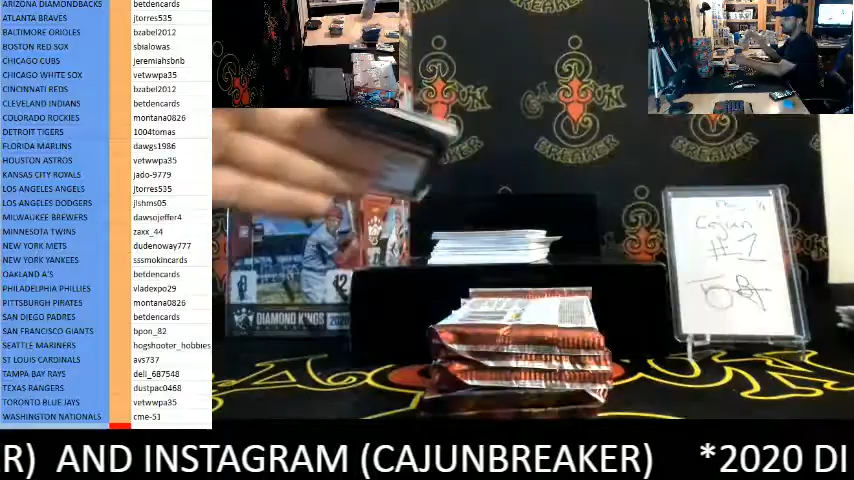 ARIZONA DIAMONDBACKS betdencards
ATLANTA BRAVES jtorres535
BALTIMORE ORIOLES bzabel2012
BOSTON RED SOX sbialowas
CHICAGO CUBS jeremiahsbnb
CHICAGO WHITE SOX vetwwpa35
CINCINNATI REDS bzabel2012
CLEVELAND INDIANS betdencards
COLORADO ROCKIES montana0826
DETROIT TIGERS 1004tomas
FLORIDA MARLINS dawgs1986
HOUSTON ASTROS vetwwpa35
KANSAS CITY ROYALS jado-9779
LOS ANGELES ANGELS jtorres535
LOS ANGELES DODGERS jlshms05
MILWAUKEE BREWERS dawsojeffer4
MINNESOTA TWINS zaxx_44
NEW YORK METS dudenoway777
NEW YORK YANKEES sssmokincards
OAKLAND A'S betdencards
PHILADELPHIA PHILLIES vladexpo29
PITTSBURGH PIRATES montana0826
SAN DIEGO PADRES betdencards
SAN FRANCISCO GIANTS bpon_82
SEATTLE MARINERS hogshooter_hobbies
ST LOUIS CARDINALS avs737
TAMPA BAY RAYS deli_687548
TEXAS RANGERS dustpac0468
TORONTO BLUE JAYS vetwwpa35
WASHINGTON NATIONALS cme-51
BREAKER
CAJUN
BREAKER
DIAMOND KINGS
2020
Cajun
#1
R) AND INSTAGRAM (CAJUNBREAKER) *2020 DI